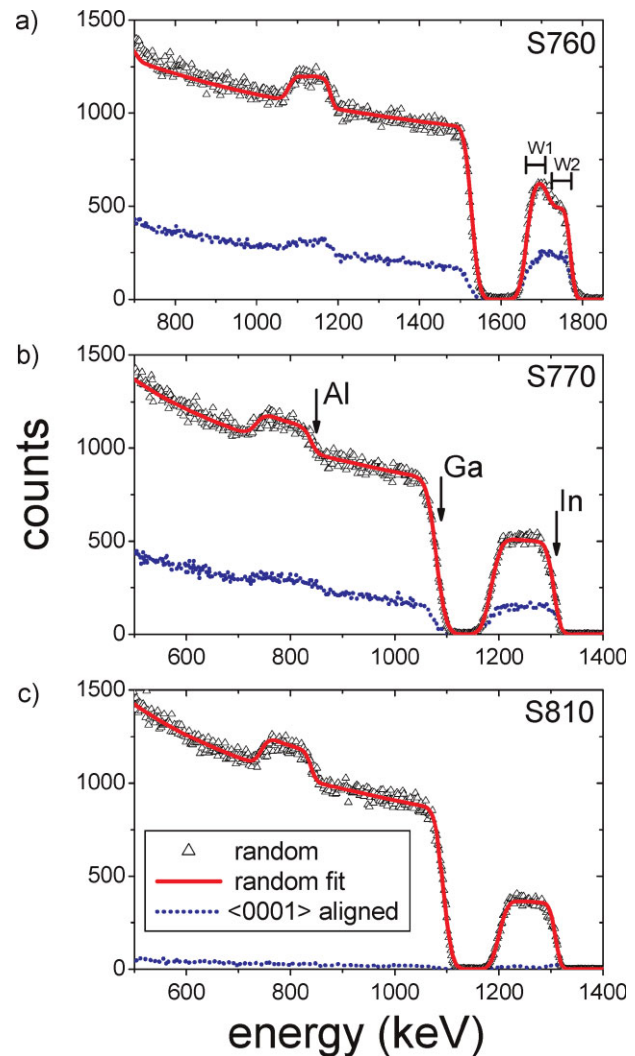 a)
S760
1500
1000
500
0
W1
W2
800 1000 1200 1400 1600 1800
b)
S770
1500
1000
500
0
Al
Ga
In
600 800 1000 1200 1400
counts
c)
S810
1500
1000
500
0
random
random fit
<0001> aligned
600 800 1000 1200 1400
energy (keV)